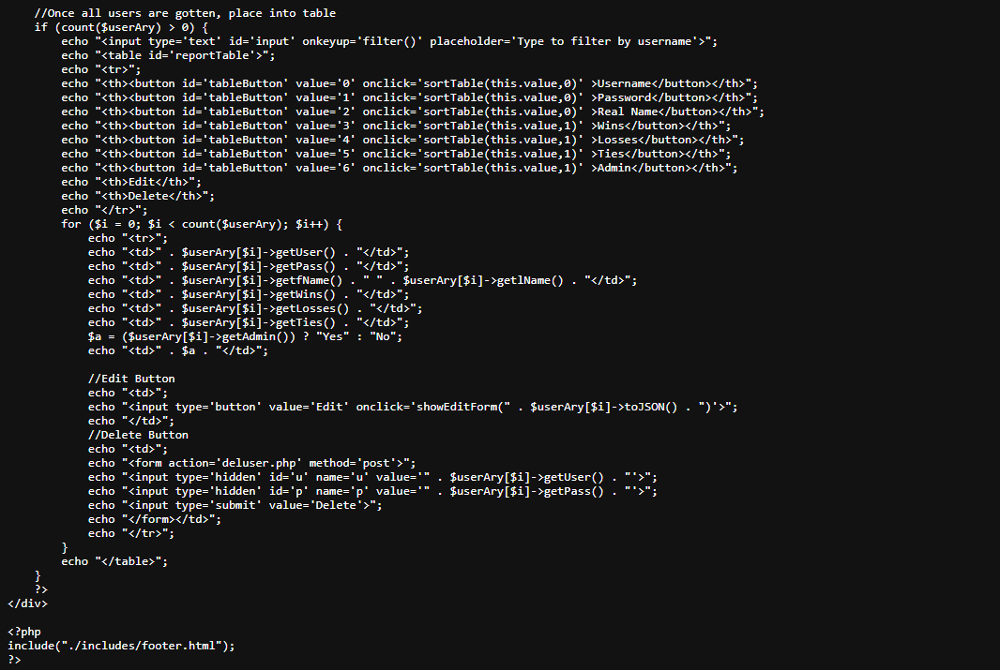 //Once all users are gotten, place into table
if (count($userAry) > 0) {
echo "<input type='text' id='input' onkeyup='filter()' placeholder='Type to filter by username'>";
echo "<table id='reportTable'>";
echo "<tr>";
echo "<th><button id='tableButton' value='0' onclick='sortTable(this.value,0)' >Username</button></th>";
echo "<th><button id='tableButton' value='1' onclick='sortTable(this.value,0)' >Password</button></th>";
echo "<th><button id='tableButton' value='2' onclick='sortTable(this.value,0)' >Real Name</button></th>";
echo "<th><button id='tableButton' value='3' onclick='sortTable(this.value,1)' >Wins</button></th>";
echo "<th><button id='tableButton' value='4' onclick='sortTable(this.value,1)' >Losses</button></th>";
echo "<th><button id='tableButton' value='5' onclick='sortTable(this.value,1)' >Ties</button></th>";
echo "<th><button id='tableButton' value='6' onclick='sortTable(this.value,1)' >Admin</button></th>";
echo "<th>Edit</th>";
echo "<th>Delete</th>";
echo "</tr>";
for ($i = 0; $i < count($userAry); $i++) {
echo "<tr>";
echo "<td>" . $userAry[$i]->getUser() . "</td>";
echo "<td>" . $userAry[$i]->getPass() . "</td>";
echo "<td>" . $userAry[$i]->getfName() . " " . $userAry[$i]->getlName() . "</td>";
echo "<td>" . $userAry[$i]->getWins() . "</td>";
echo "<td>" . $userAry[$i]->getLosses() . "</td>";
echo "<td>" . $userAry[$i]->getTies() . "</td>";
$a = ($userAry[$i]->getAdmin()) ? "Yes" : "No";
echo "<td>" . $a . "</td>";
//Edit Button
echo "<td>";
echo "<input type='button' value='Edit' onclick='showEditForm(" . $userAry[$i]->toJSON() . ")'>";
echo "</td>";
//Delete Button
echo "<td>";
echo "<form action='deluser.php' method='post'>";
echo "<input type='hidden' id='u' name='u' value='" . $userAry[$i]->getUser() . "'>";
echo "<input type='hidden' id='p' name='p' value='" . $userAry[$i]->getPass() . "'>";
echo "<input type='submit' value='Delete'>";
echo "</form></td>";
echo "</tr>";
}
echo "</table>";
}
?>
</div>
<?php
include("./includes/footer.html");
?>